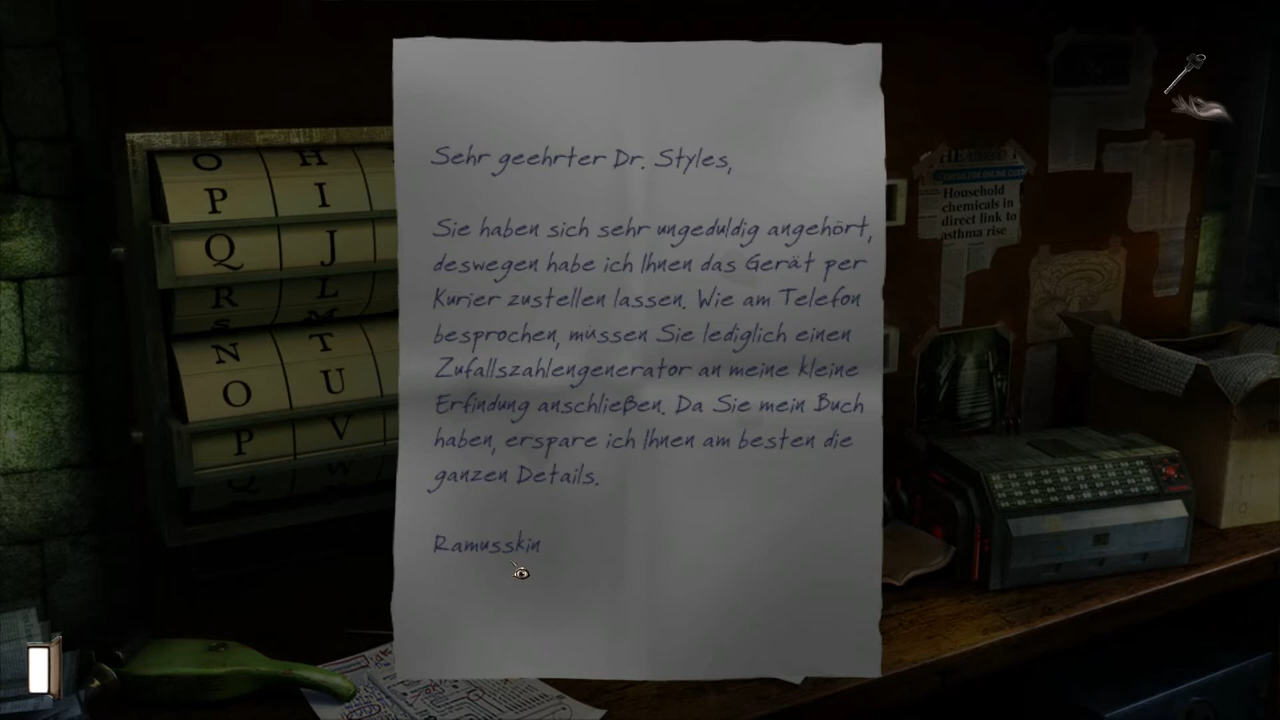 Sehr geehrter Dr. Styles,
Sie haben sich sehr ungeduldig angehört,
deswegen habe ich Ihnen das Gerät per
Kurier zustellen lassen. Wie am Telefon
besprochen, müssen Sie lediglich einen
Zufallszahlengenerator an meine kleine
Erfindung anschließen. Da Sie mein Buch
haben, erspare ich Ihnen am besten die
ganzen Details.
Ramusskin
O H
P I
Q J
R L
S M
N T
O U
P V
Q W
Household
chemicals in
direct link to
asthma rise